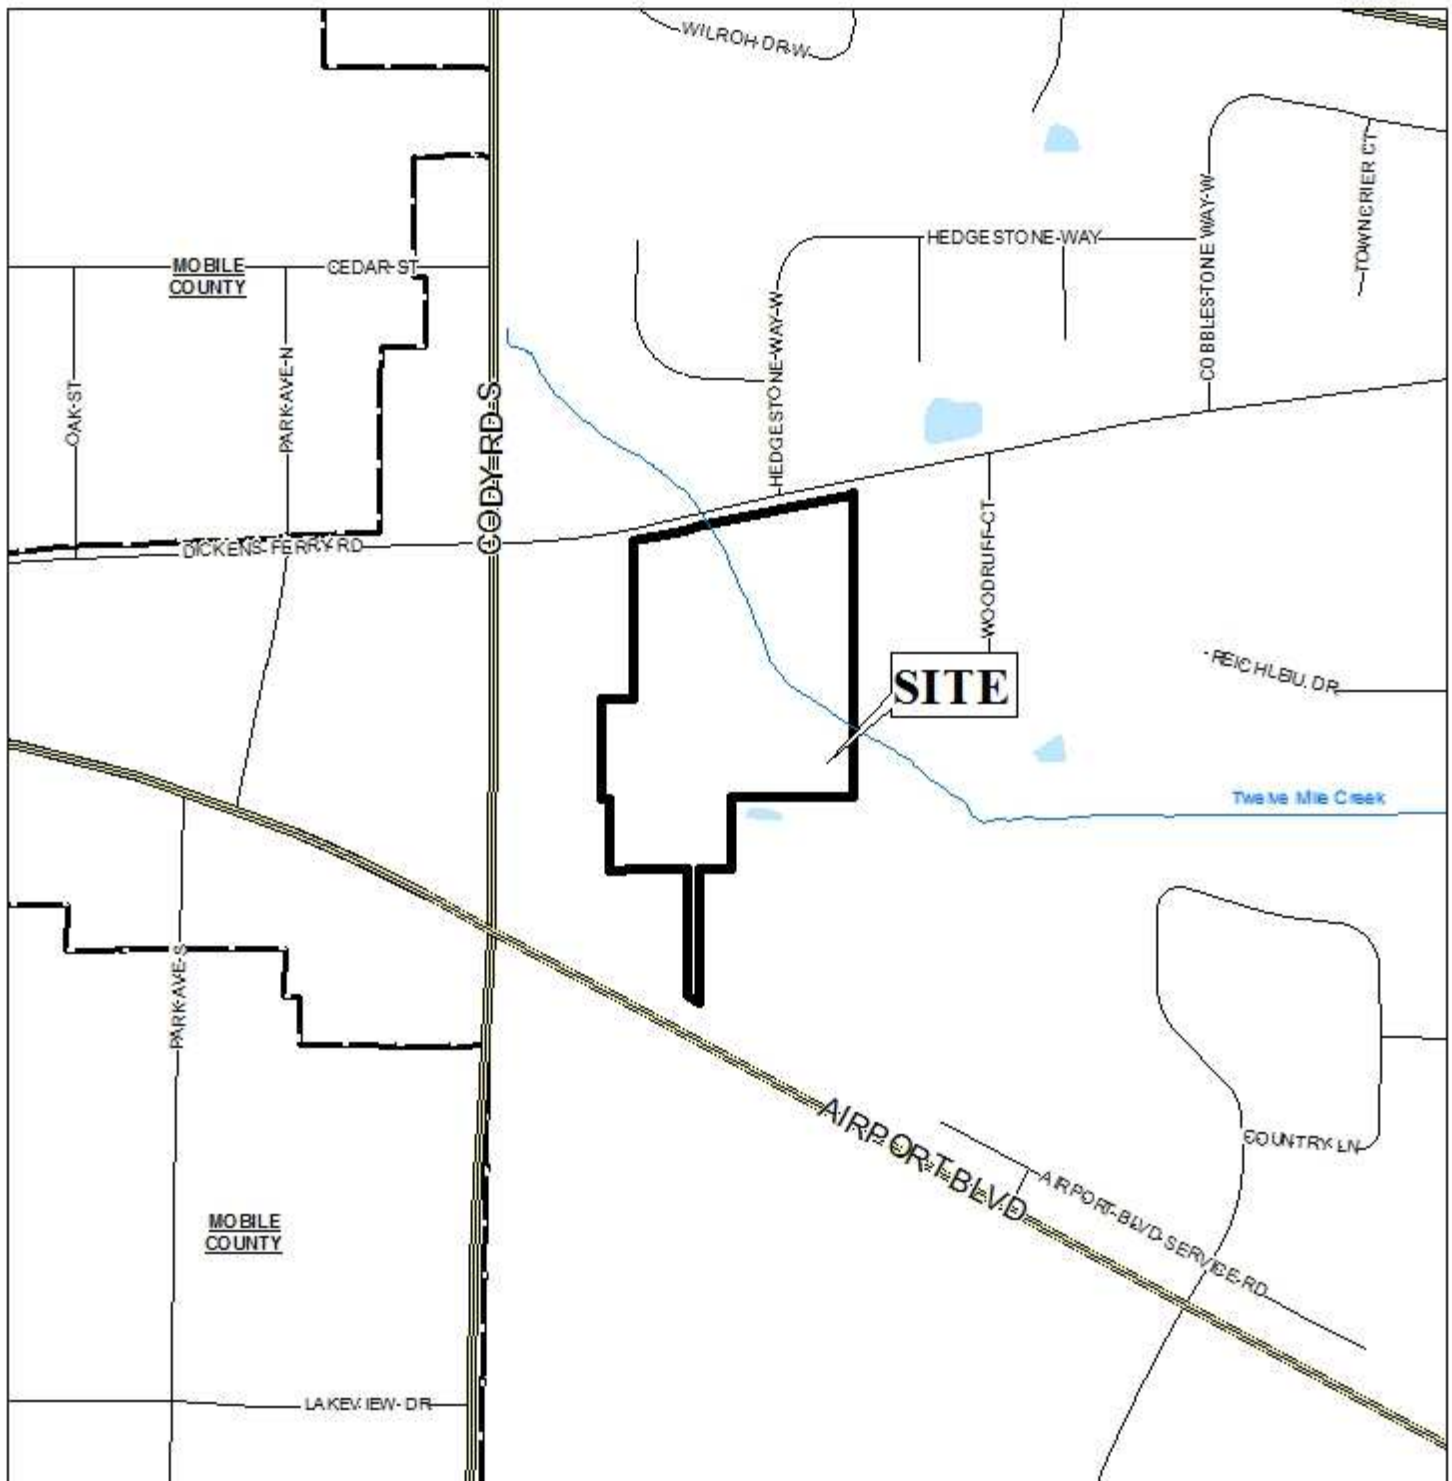 WILROH DR W
TOWNCRIER CT
HEDGESTONE WAY
COBBLESTONE WAY W
MOBILE
COUNTY
CEDAR ST
HEDGESTONE WAY W
PARK AVE N
OAK ST
CODY RD S
DICKENS FERRY RD
WOODRUFF CT
SITE
Twelve Mile Creek
PARK AVE S
AIRPORT BLVD
COUNTRY LN
AIRPORT BLVD SERVICE RD
MOBILE
COUNTY
LAKEVIEW DR